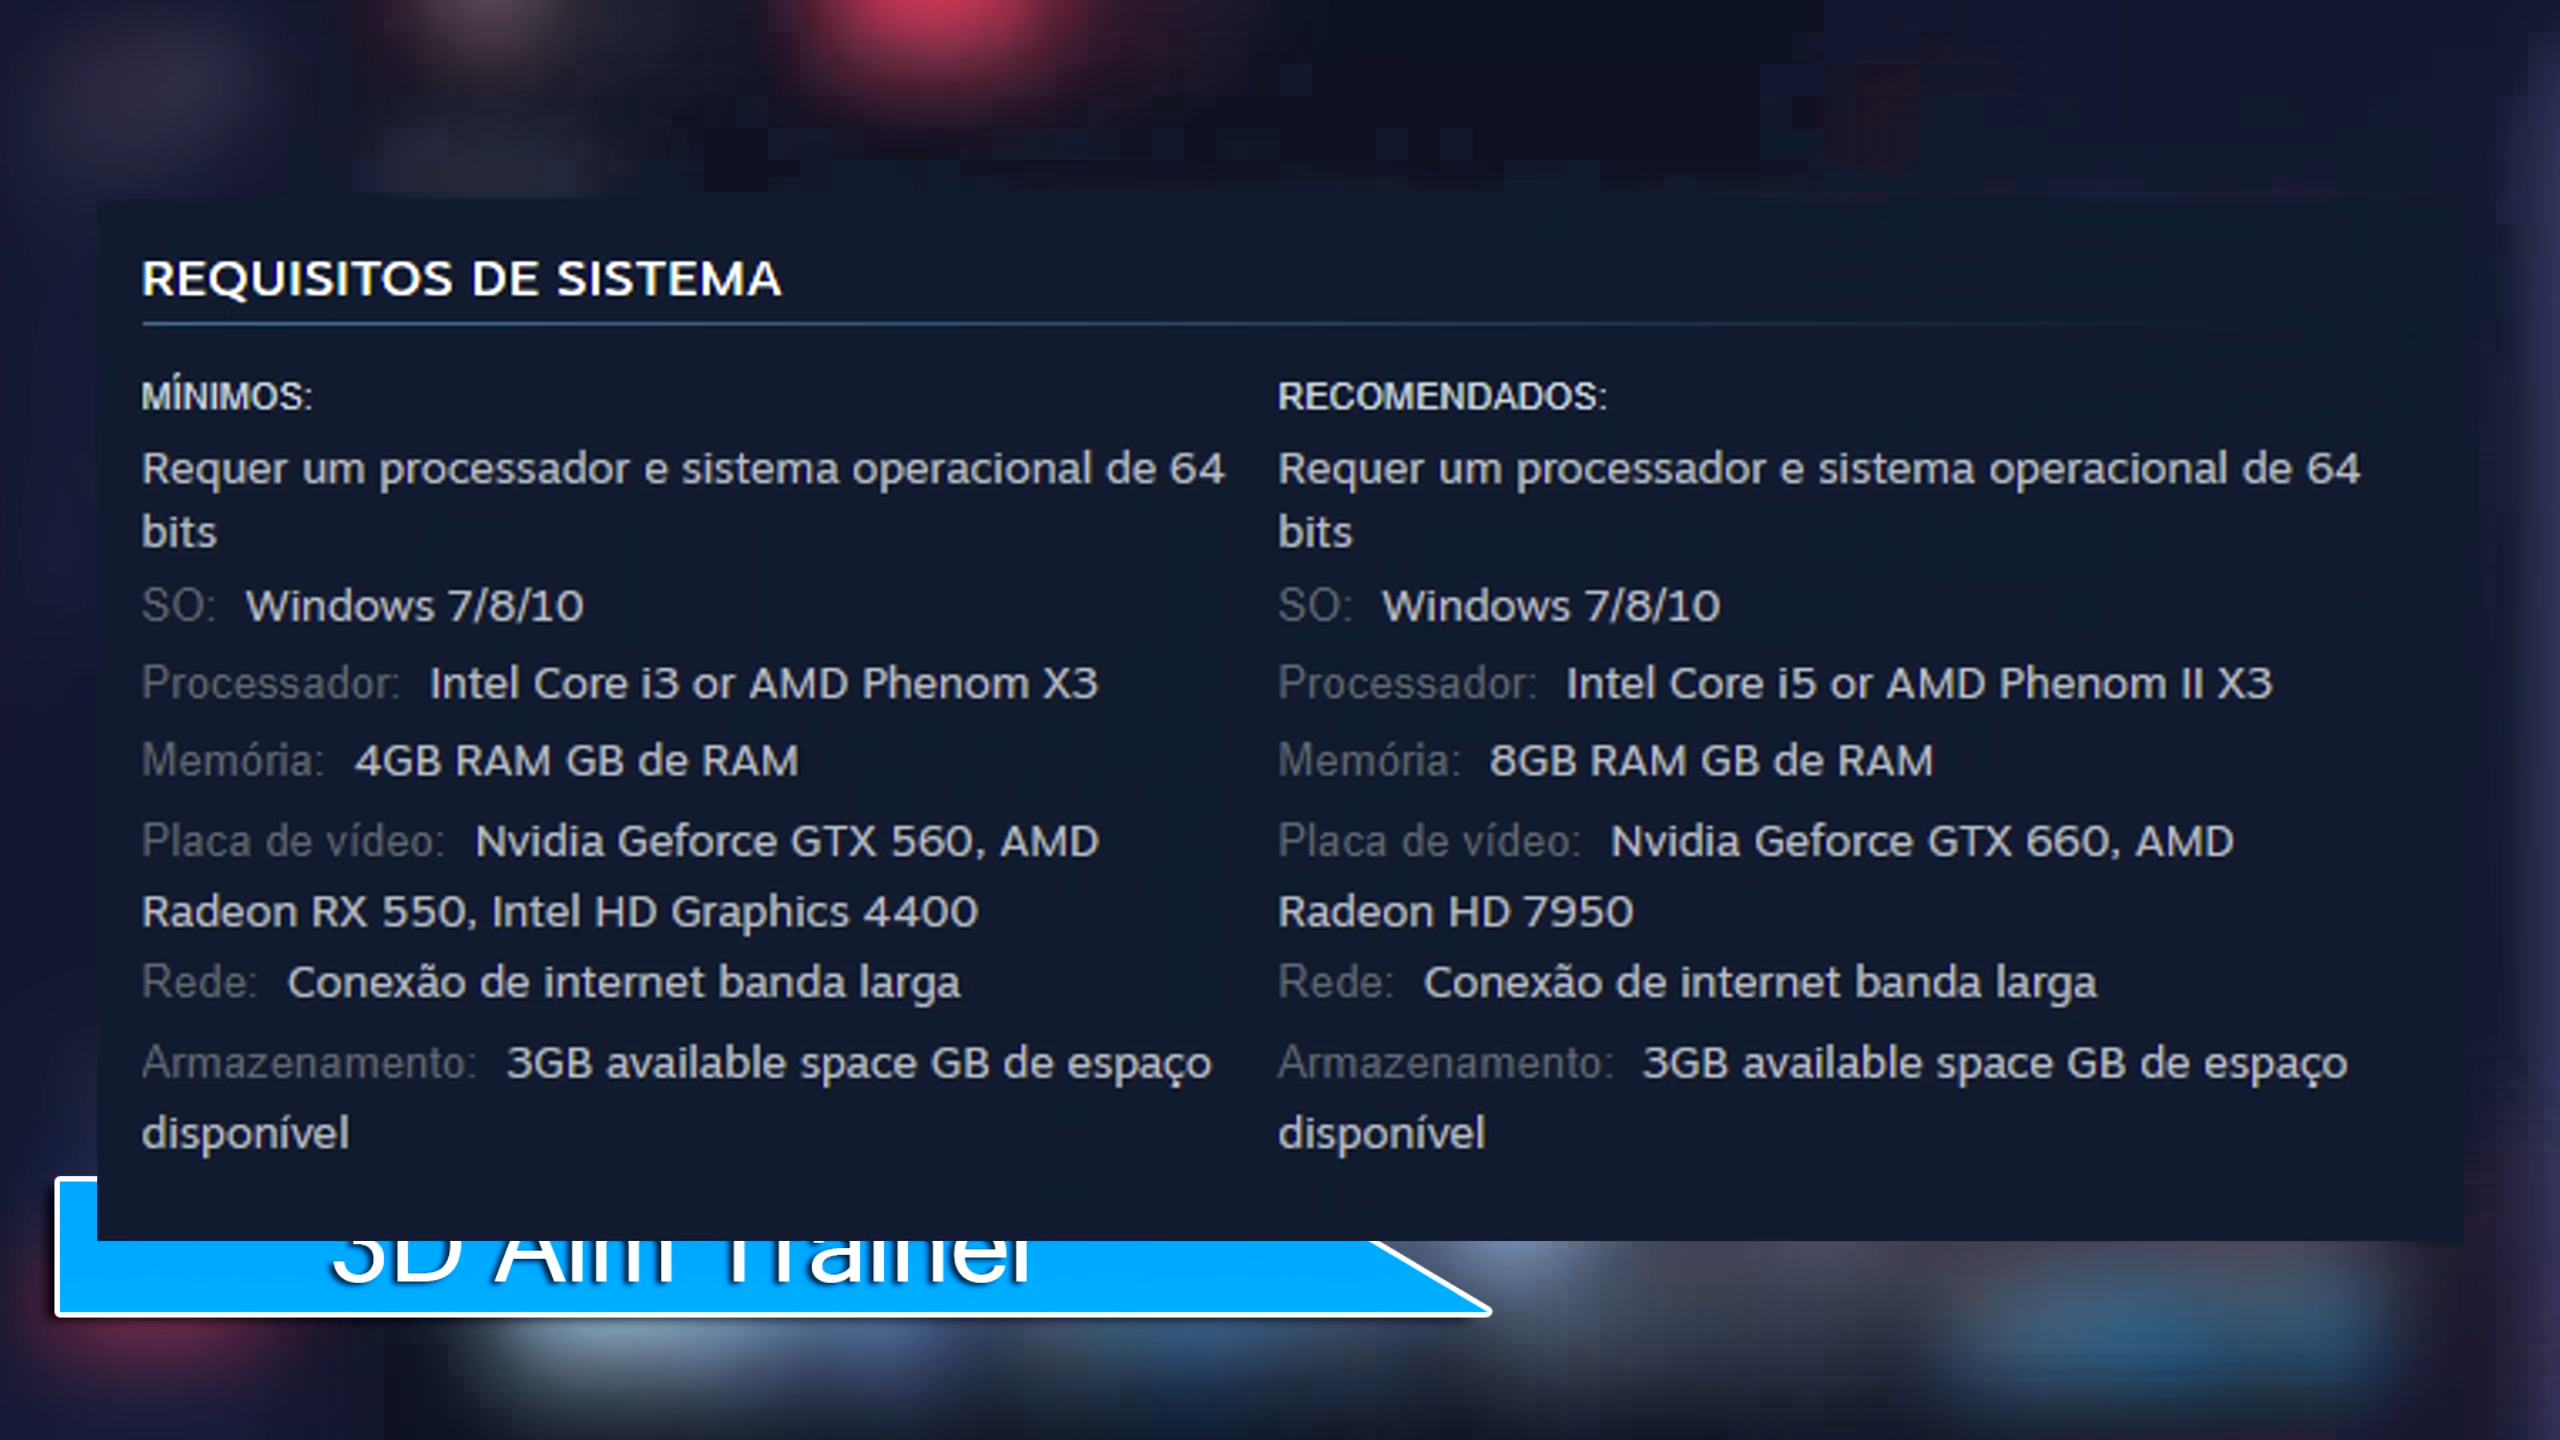 REQUISITOS DE SISTEMA
MÍNIMOS:
Requer um processador e sistema operacional de 64
bits
SO: Windows 7/8/10
Processador: Intel Core i3 or AMD Phenom X3
Memória: 4GB RAM GB de RAM
Placa de vídeo: Nvidia Geforce GTX 560, AMD
Radeon RX 550, Intel HD Graphics 4400
Rede: Conexão de internet banda larga
Armazenamento: 3GB available space GB de espaço
disponível
RECOMENDADOS:
Requer um processador e sistema operacional de 64
bits
SO: Windows 7/8/10
Processador: Intel Core i5 or AMD Phenom II X3
Memória: 8GB RAM GB de RAM
Placa de vídeo: Nvidia Geforce GTX 660, AMD
Radeon HD 7950
Rede: Conexão de internet banda larga
Armazenamento: 3GB available space GB de espaço
disponível
3D Aim Trainer